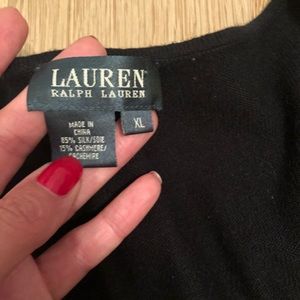 LAUREN
RALPH LAUREN
XL
MADE IN
CHINA
85% SILK/SOIE
15% CASHMERE/
CACHEMIRE